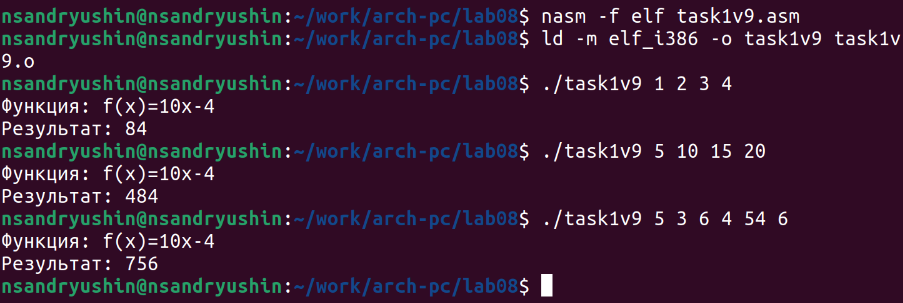 nsandryushin@nsandryushin:~/work/arch-pc/lab08$ nasm -f elf task1v9.asm
nsandryushin@nsandryushin:~/work/arch-pc/lab08$ ld -m elf_i386 -o task1v9 task1v
9.o
nsandryushin@nsandryushin:~/work/arch-pc/lab08$ ./task1v9 1 2 3 4
Функция: f(x)=10x-4
Результат: 84
nsandryushin@nsandryushin:~/work/arch-pc/lab08$ ./task1v9 5 10 15 20
Функция: f(x)=10x-4
Результат: 484
nsandryushin@nsandryushin:~/work/arch-pc/lab08$ ./task1v9 5 3 6 4 54 6
Функция: f(x)=10x-4
Результат: 756
nsandryushin@nsandryushin:~/work/arch-pc/lab08$